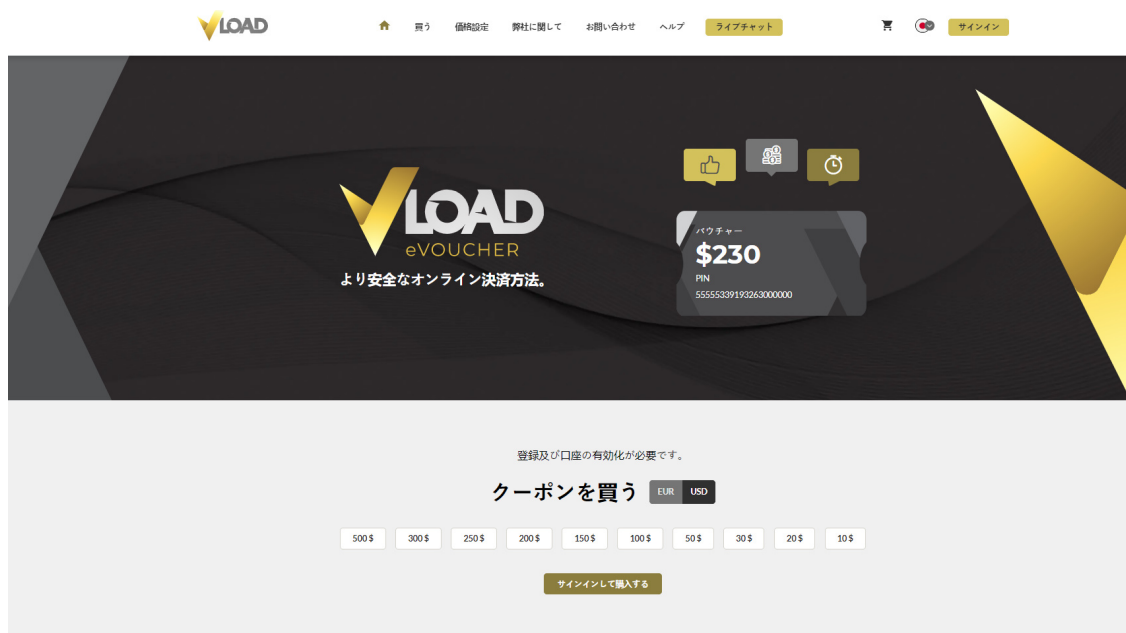 VLOAD
買う
価格設定
弊社に関して
お問い合わせ
ヘルプ
ライブチャット
サインイン
VLOAD
eVOUCHER
より安全なオンライン決済方法。
バウチャー
$230
PIN
55555339193263000000
登録及び口座の有効化が必要です。
クーポンを買う EUR USD
500 $ 300 $ 250 $ 200 $ 150 $ 100 $ 50 $ 30 $ 20 $ 10 $
サインインして購入する